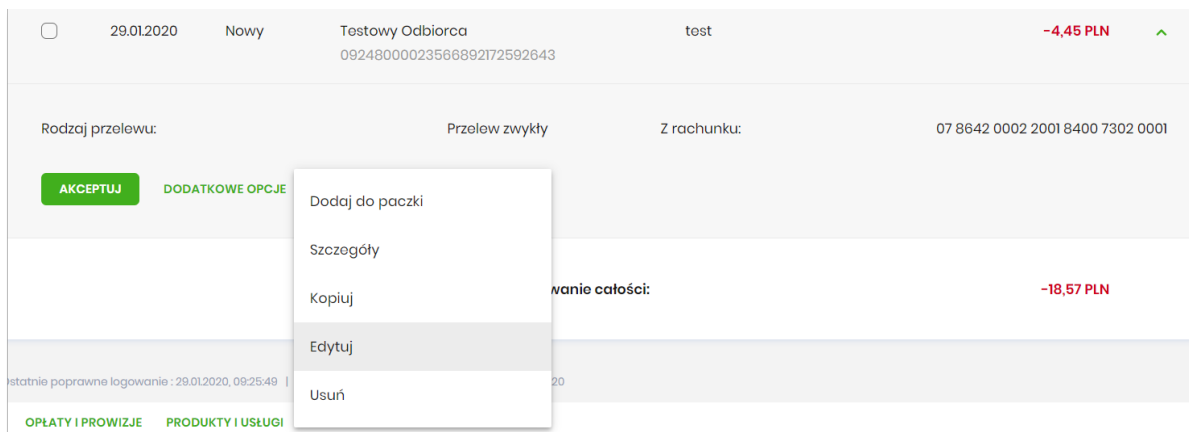 29.01.2020 Nowy Testowy Odbiorca test -4,45 PLN
09248000023566892172592643
Rodzaj przelewu: Przelew zwykły Z rachunku: 07 8642 0002 2001 8400 7302 0001
AKCEPTUJ DODATKOWE OPCJE
Dodaj do paczki
Szczegóły
Kopiuj
wanie całości: -18,57 PLN
Edytuj
statnie poprawne logowanie : 29.01.2020, 09:25:49 | 20
Usuń
OPŁATY I PROWIZJE PRODUKTY I USŁUGI